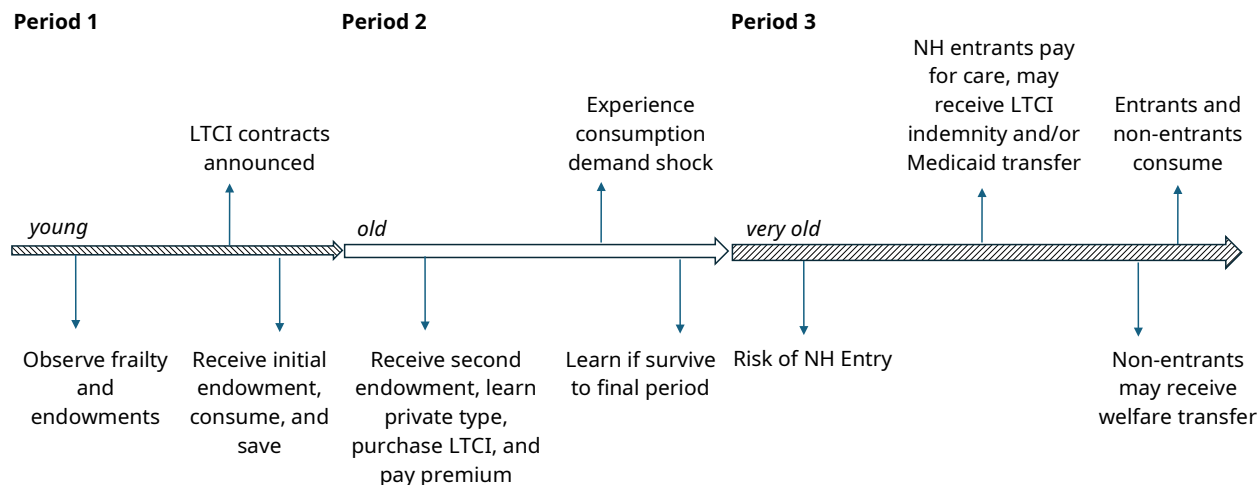 Period 1
Period 2
Period 3
LTCI contracts
announced
Experience
consumption
demand shock
NH entrants pay
for care, may
receive LTCI
indemnity and/or
Medicaid transfer
Entrants and
non-entrants
consume
young
old
very old
Observe frailty
and
endowments
Receive initial
endowment,
consume, and
save
Receive second
endowment, learn
private type,
purchase LTCI, and
pay premium
Learn if survive
to final period
Risk of NH Entry
Non-entrants
may receive
welfare transfer